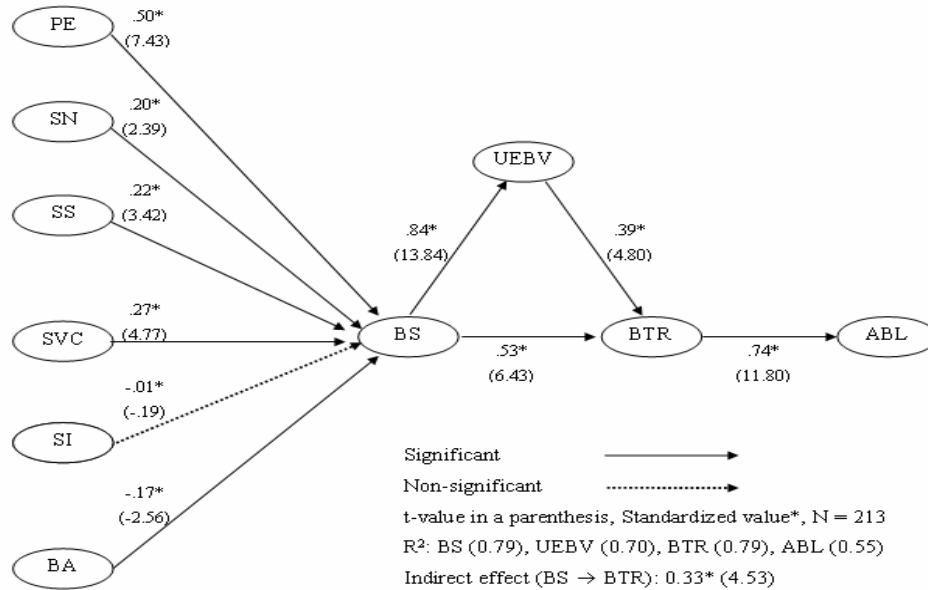 PE
.50*
(7.43)
SN
.20*
(2.39)
UEBV
SS
.22*
(3.42)
.84*
(13.84)
.39*
(4.80)
SVC
.27*
(4.77)
BS
.53*
(6.43)
BTR
.74*
(11.80)
ABL
SI
-.01*
(-.19)
BA
-.17*
(-2.56)
Significant
Non-significant
t-value in a parenthesis, Standardized value*, N = 213
R²: BS (0.79), UEBV (0.70), BTR (0.79), ABL (0.55)
Indirect effect (BS → BTR): 0.33* (4.53)